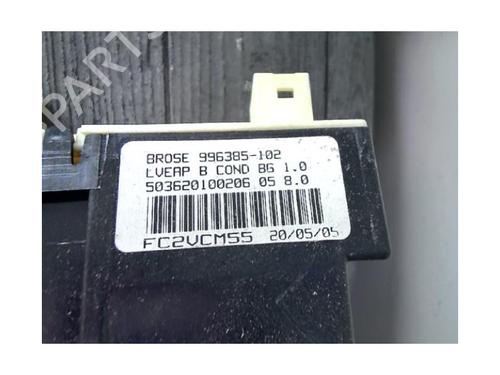 BROSE 996385-102
LVEAP B COND BG 1.0
503620100206 05 8.0
FC2VCM55 20/05/05